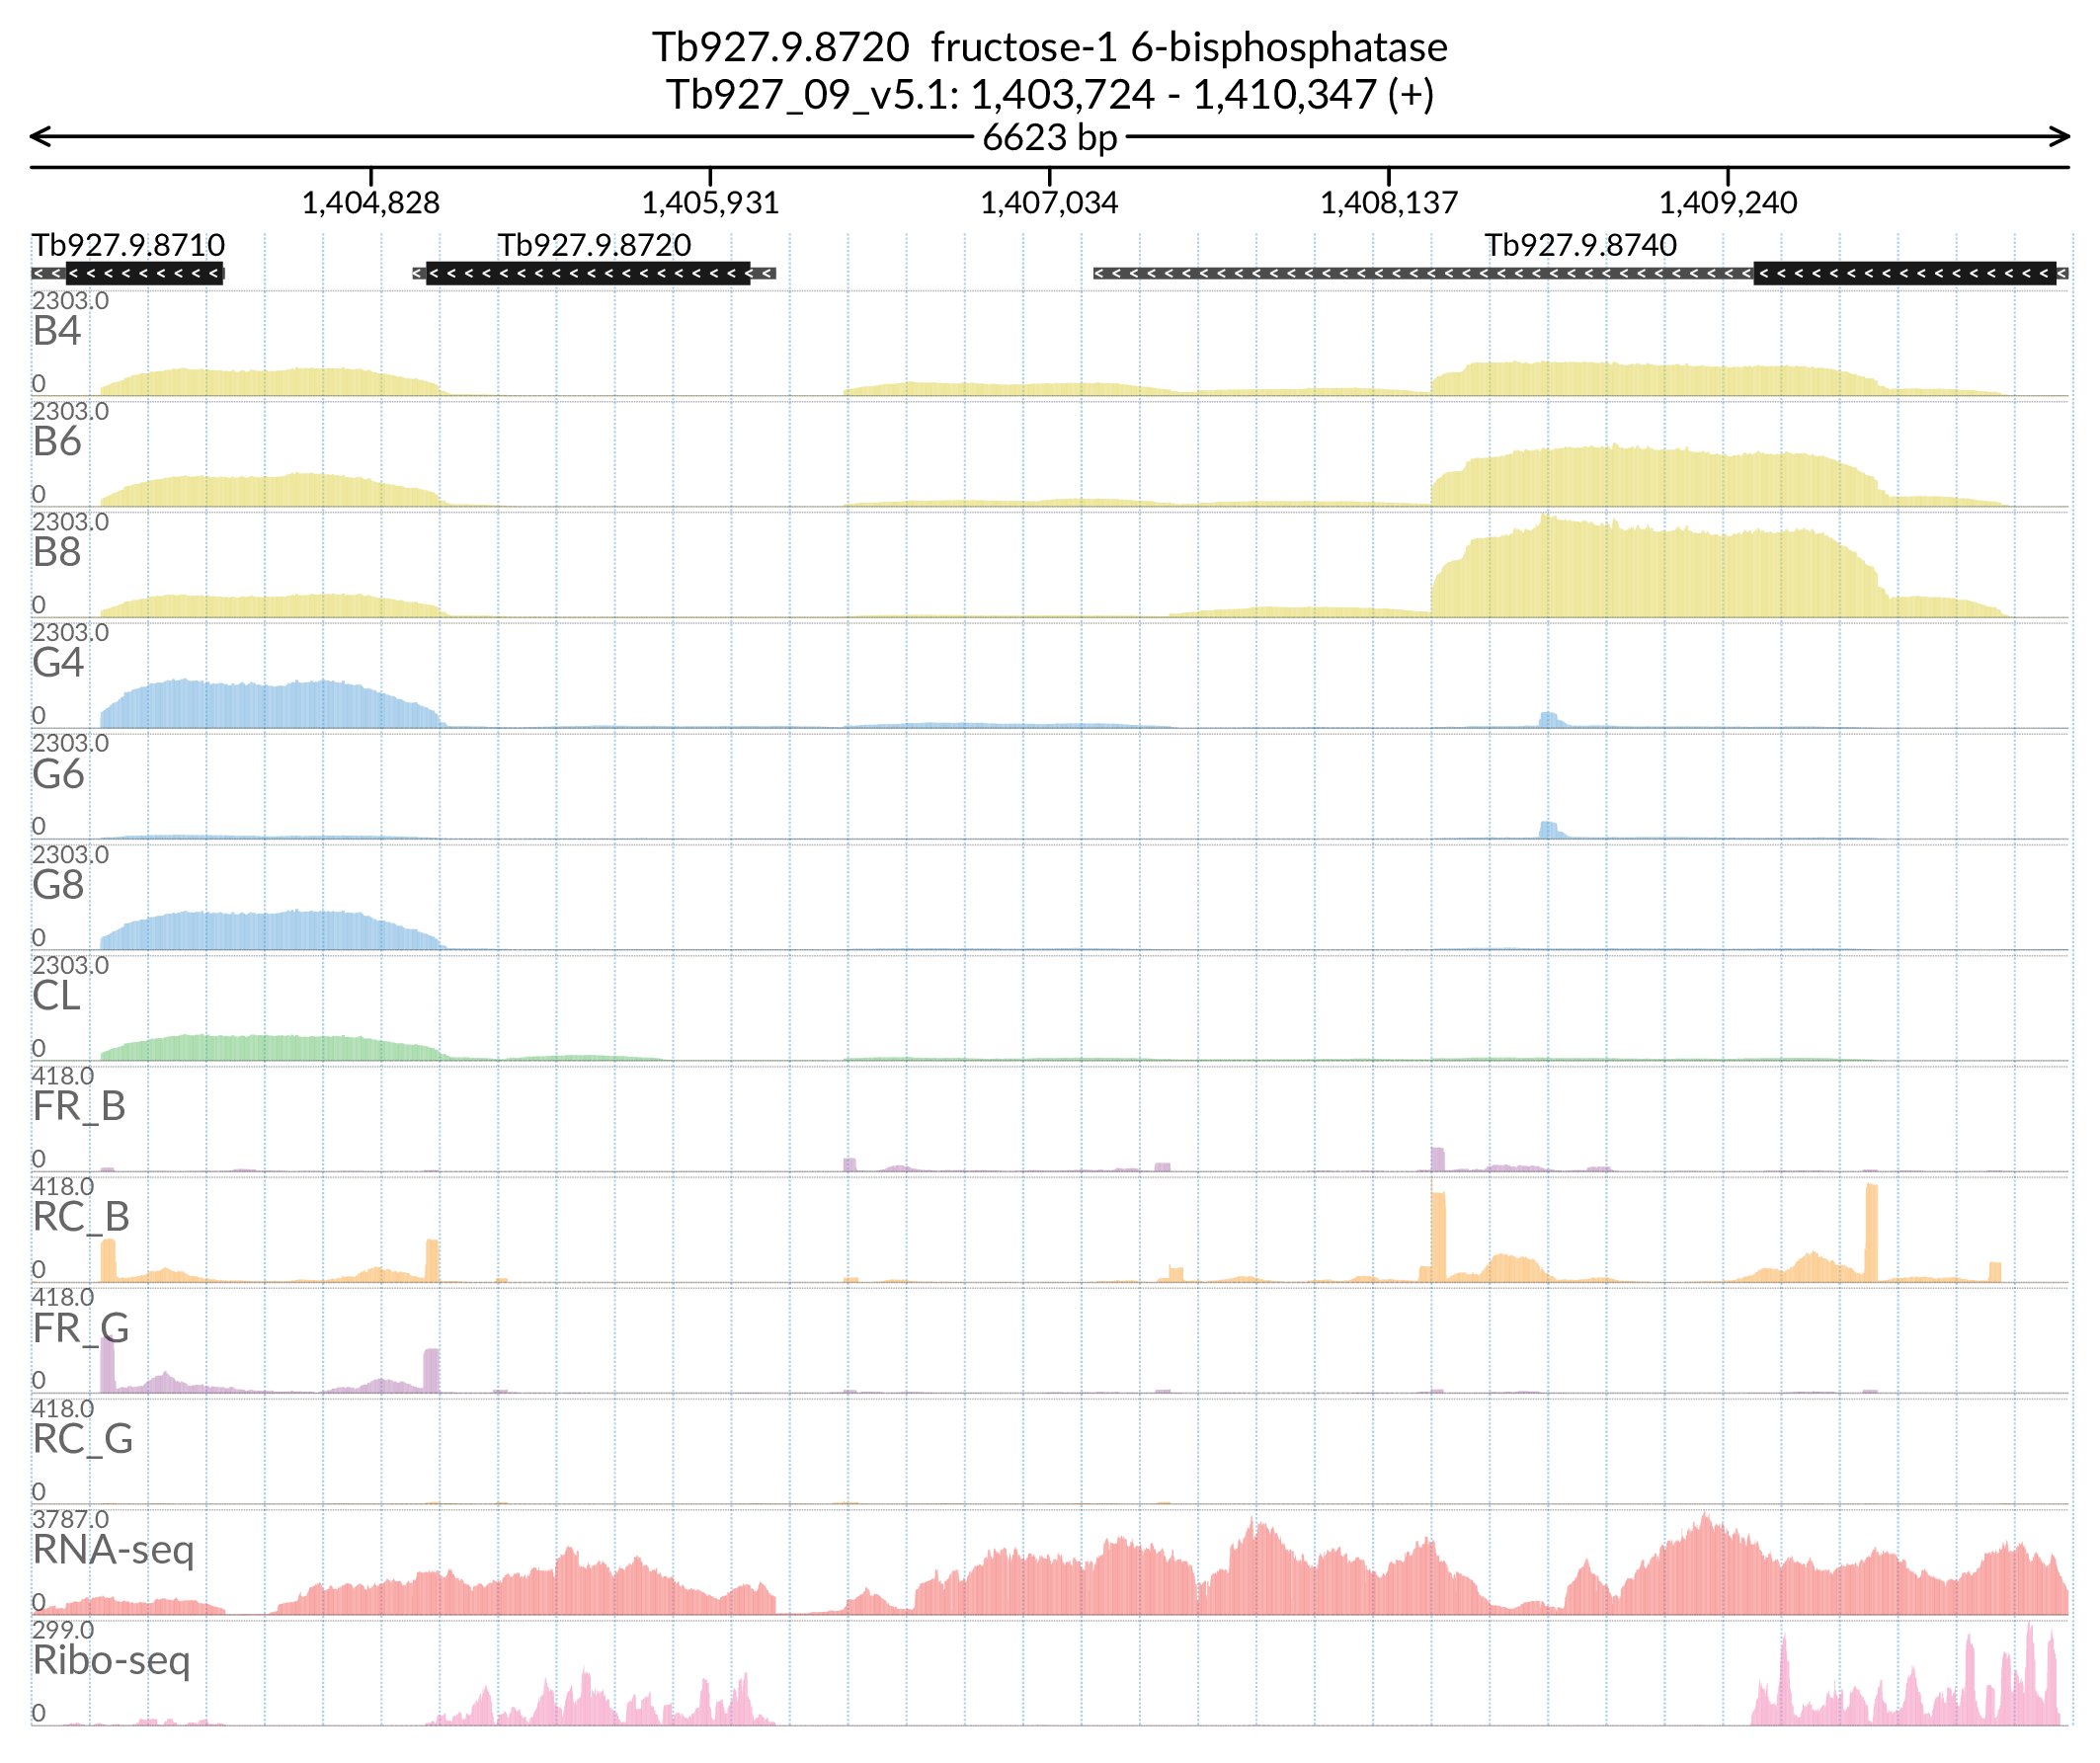 Tb927.9.8720 fructose-1 6-bisphosphatase
Tb927_09_v5.1: 1,403,724 - 1,410,347 (+)
6623 bp
1,404,828 1,405,931 1,407,034 1,408,137 1,409,240
Tb927.9.8710 Tb927.9.8720 Tb927.9.8740
2303.0
B4
0
2303.0
B6
0
2303.0
B8
0
2303.0
G4
0
2303.0
G6
0
2303.0
G8
0
2303.0
CL
0
418.0
FR_B
0
418.0
RC_B
0
418.0
FR_G
0
418.0
RC_G
0
3787.0
RNA-seq
0
299.0
Ribo-seq
0